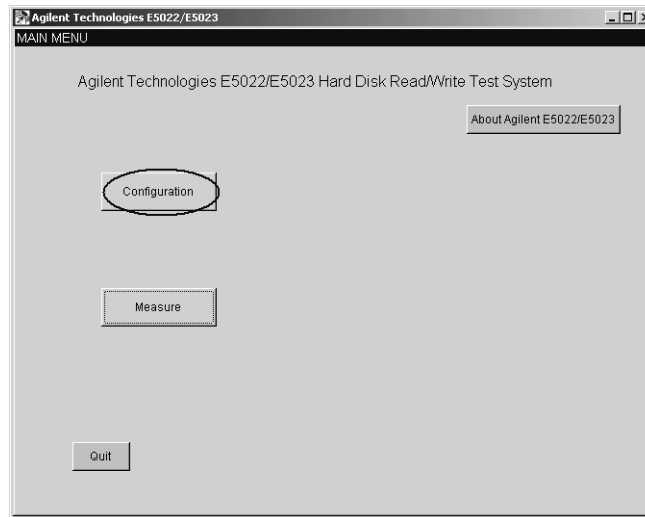 Agilent Technologies E5022/E5023
MAIN MENU
Agilent Technologies E5022/E5023 Hard Disk Read/Write Test System
About Agilent E5022/E5023
Configuration
Measure
Quit